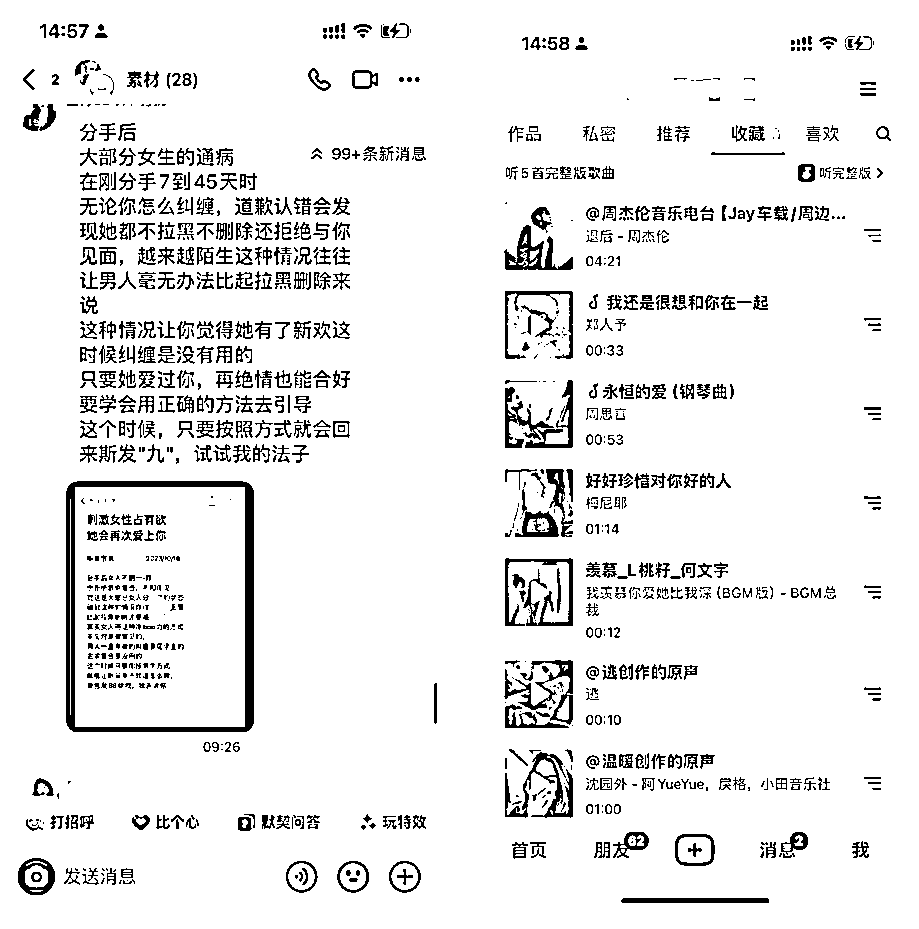 14:57
2
素材 (28)
分手后
大部分女生的通病
99+条新消息
在刚分手7到45天时
无论你怎么纠缠，道歉认错会发
现她都不拉黑不删除还拒绝与你
见面，越来越陌生这种情况往往
让男人毫无办法比起拉黑删除来
说
这种情况让你觉得她有了新欢这
时候纠缠是没有用的
只要她爱过你，再绝情也能合好
要学会用正确的方法去引导
这个时候，只要按照方式就会回
来斯发"九"，试试我的法子
刺激女性占有欲
她会再次爱上你
09:26
打招呼
比个心
默契问答
玩特效
发送消息
14:58
作品
私密
推荐
收藏
喜欢
听5首完整版歌曲
听完整版
@周杰伦音乐电台【Jay车载/周边...
退后 - 周杰伦
04:21
我还是很想和你在一起
郑人予
00:33
永恒的爱 (钢琴曲)
00:53
好好珍惜对你好的人
梅尼耶
01:14
羡慕_L桃籽_何文宇
我羡慕你爱她比我深 (BGM版) - BGM总
裁
00:12
@逃创作的原声
逃
00:10
@温暖创作的原声
沈园外 - 阿YueYue，戾格，小田音乐社
01:00
首页
朋友
62
消息
2
我